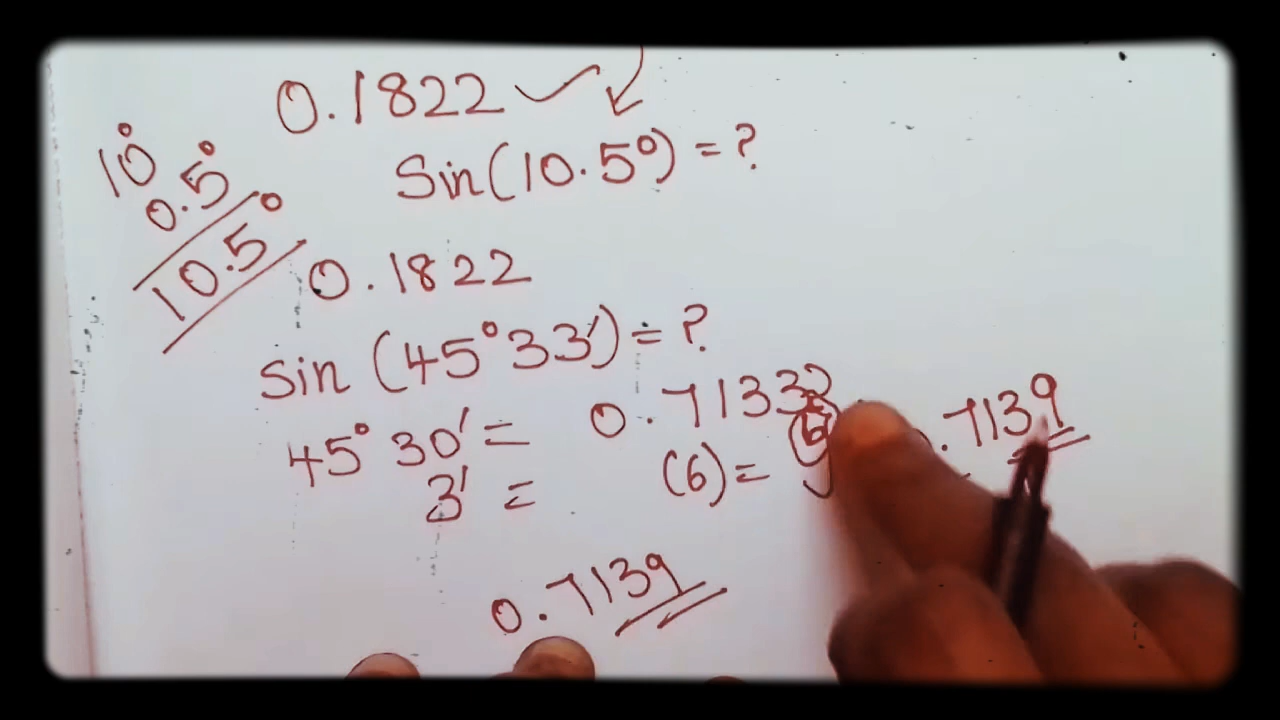 0.1822 ✓
Sin(10.5°) = ?
10°
0.5°
10.5°
0.1822
Sin (45°33′) = ?
45° 30′ = 0.7133
3′ = (6) = 6
.7139
0.7139